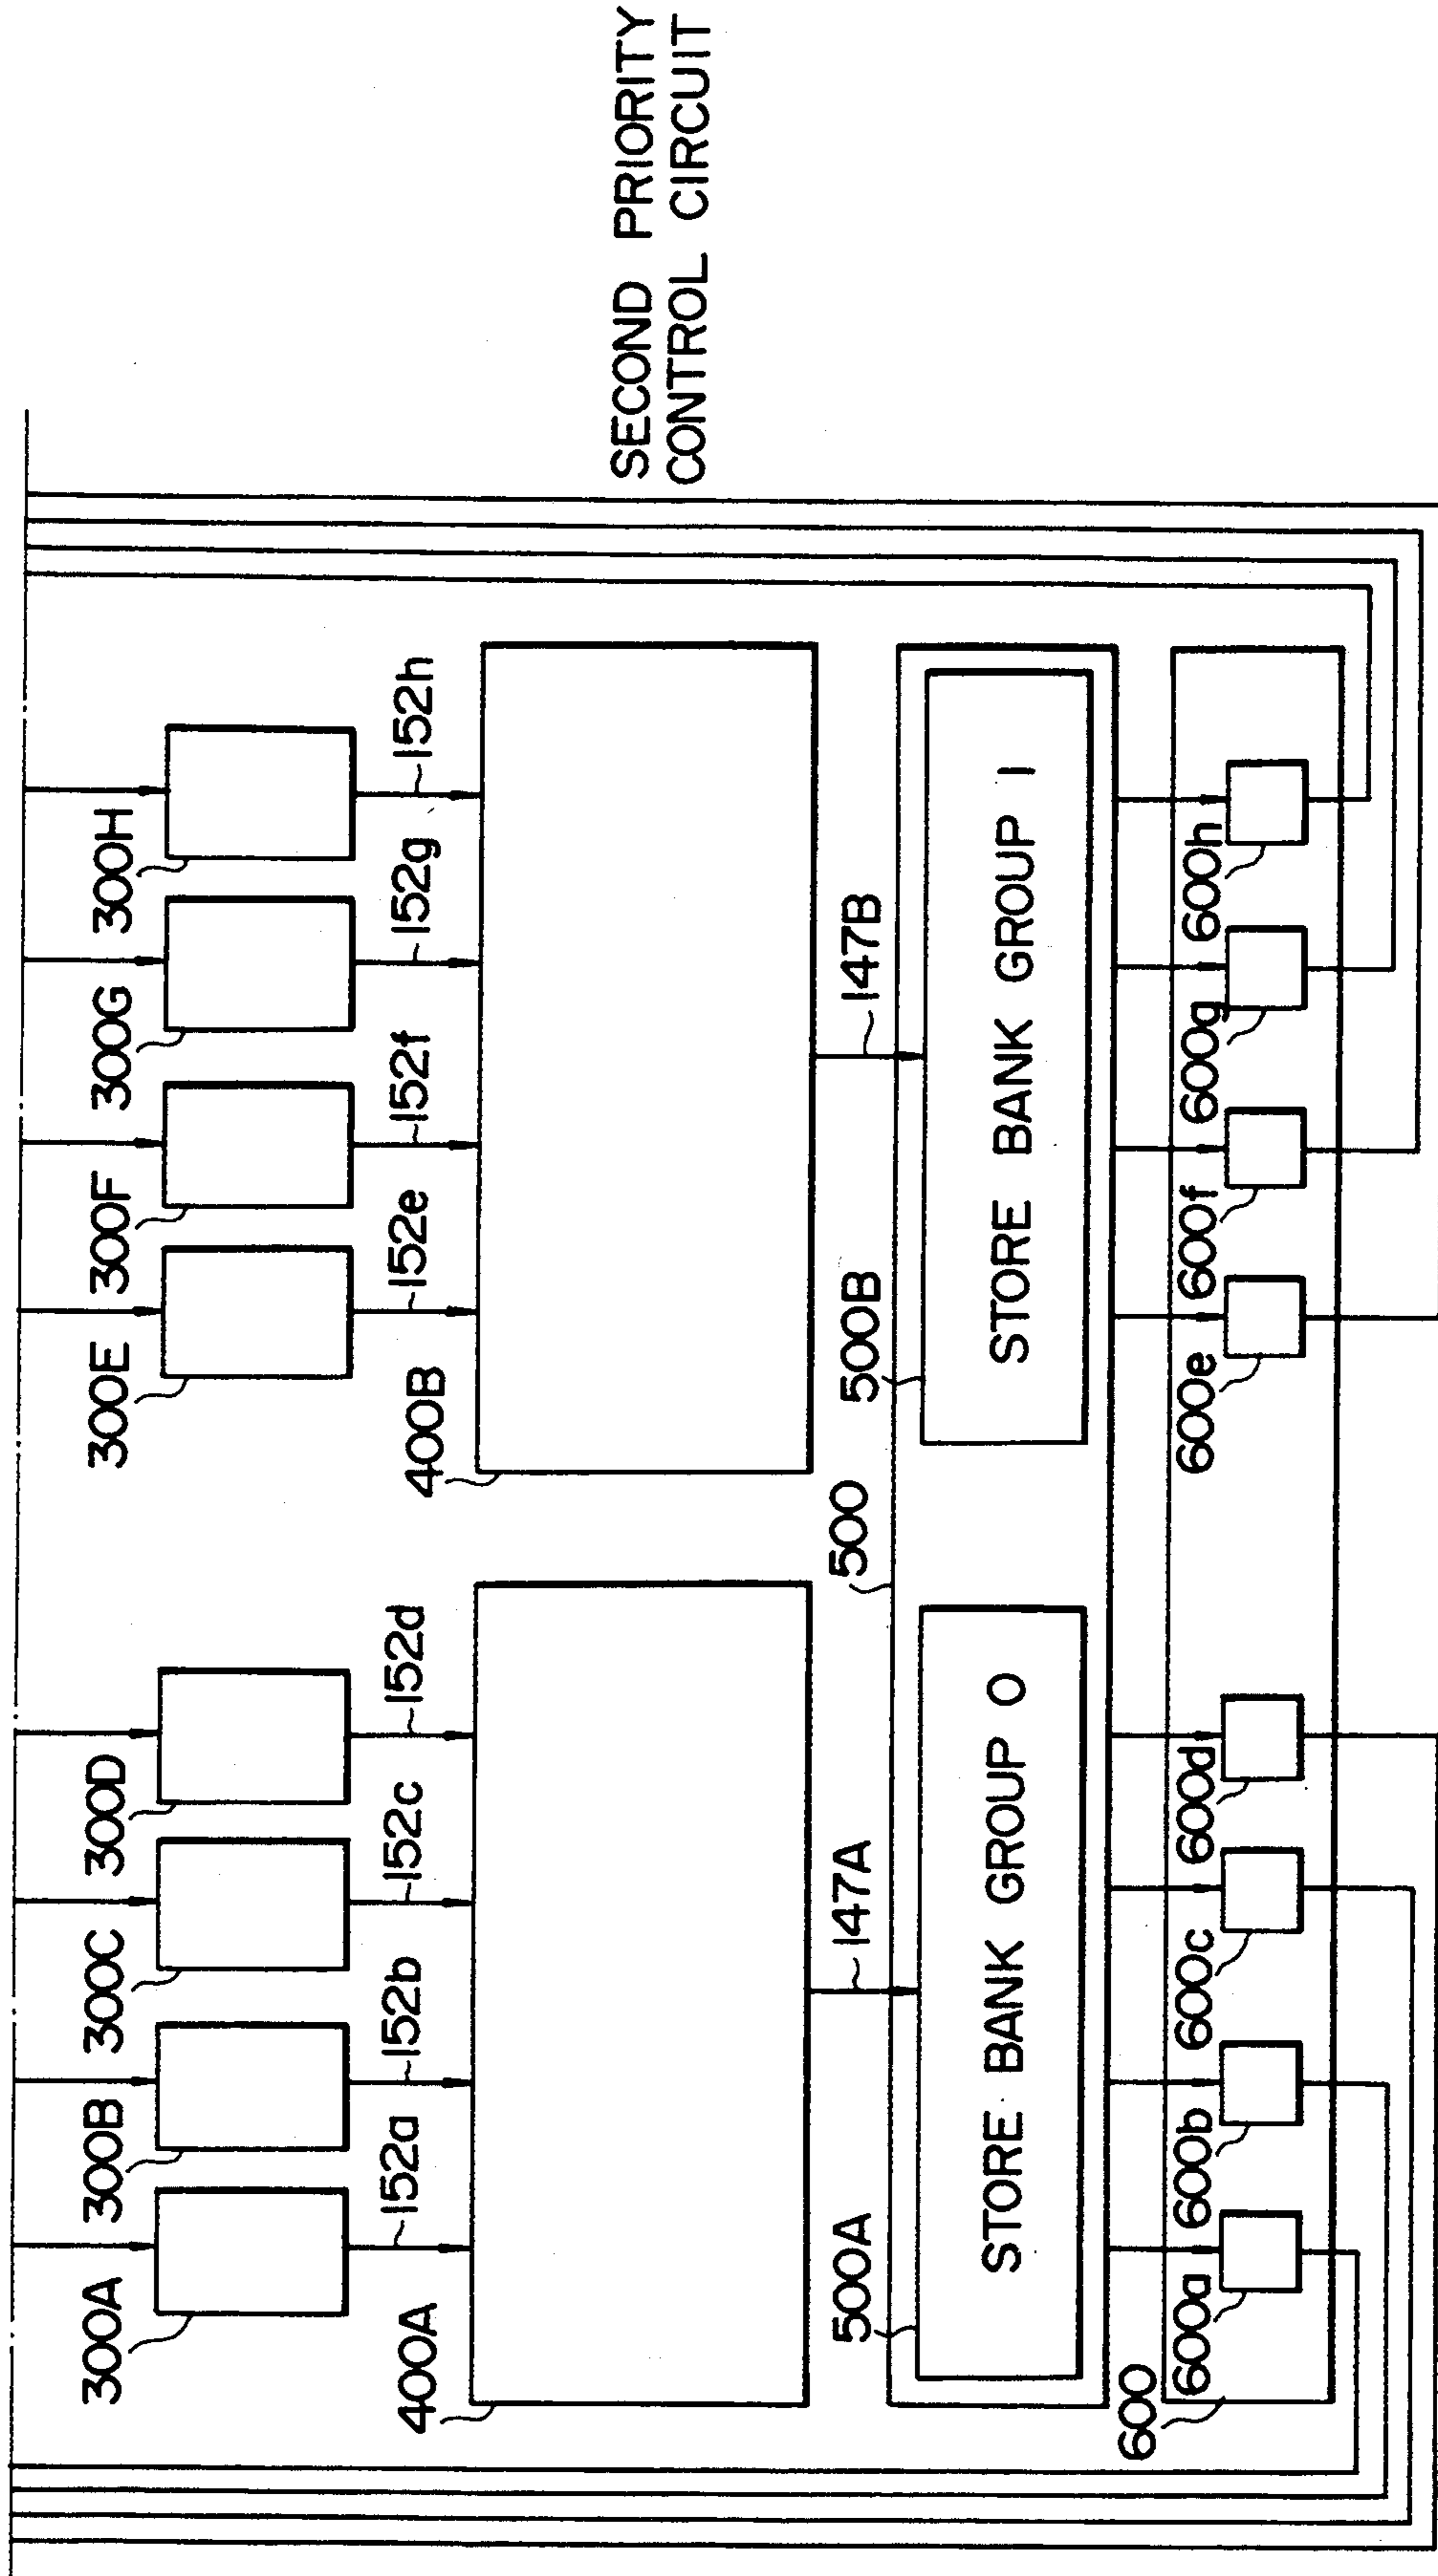 300A
300B
300C
300D
300E
300F
300G
300H
152a
152b
152c
152d
152e
152f
152g
152h
400A
400B
SECOND PRIORITY
CONTROL CIRCUIT
147A
147B
500A
500
500B
STORE BANK GROUP 0
STORE BANK GROUP 1
600
600a
600b
600c
600d
600e
600f
600g
600h